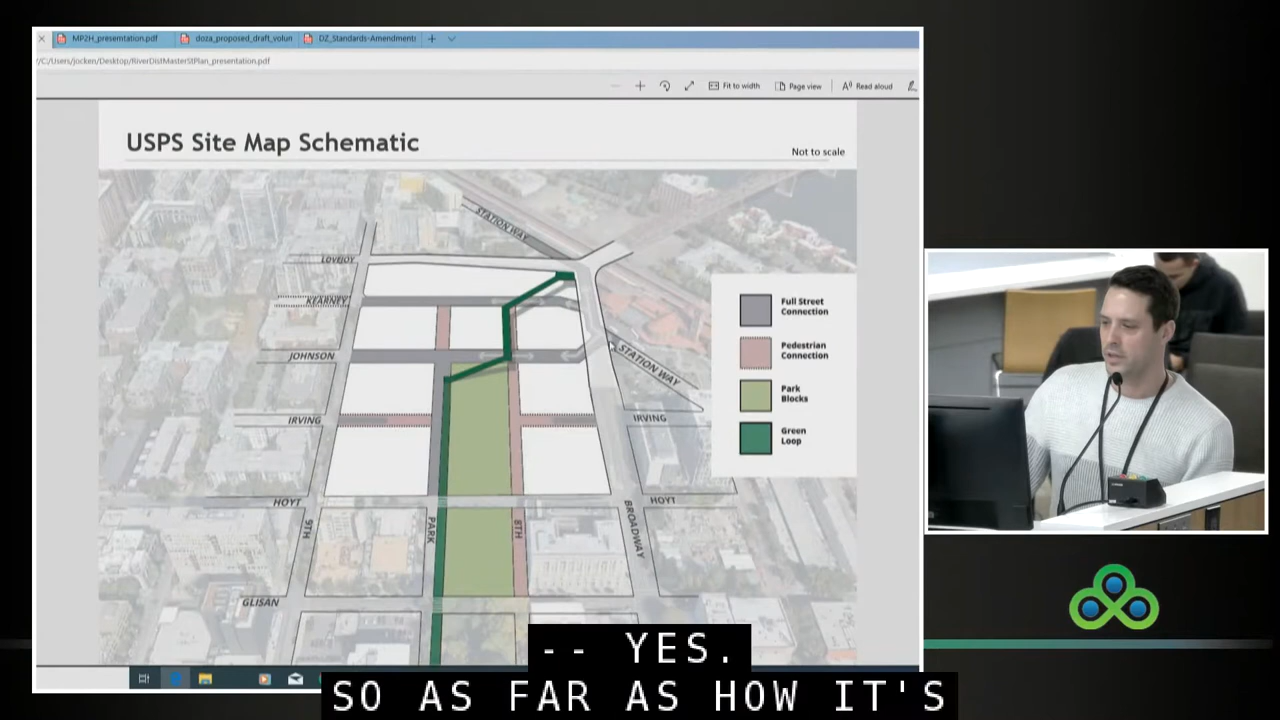 MP2H_presemtation.pdf
doza_proposed_draft_volun
DZ_Standards-Amendments
/C:/Users/jocken/Desktop/RiverDistMasterStPlan_presentation.pdf
Fit to width
Page view
Read aloud
USPS Site Map Schematic
Not to scale
STATION WAY
LOVEJOY
KEARNEY
JOHNSON
STATION WAY
IRVING
IRVING
HOYT
HOYT
9TH
PARK
8TH
BROADWAY
GLISAN
Full Street
Connection
Pedestrian
Connection
Park
Blocks
Green
Loop
-- YES.
SO AS FAR AS HOW IT'S